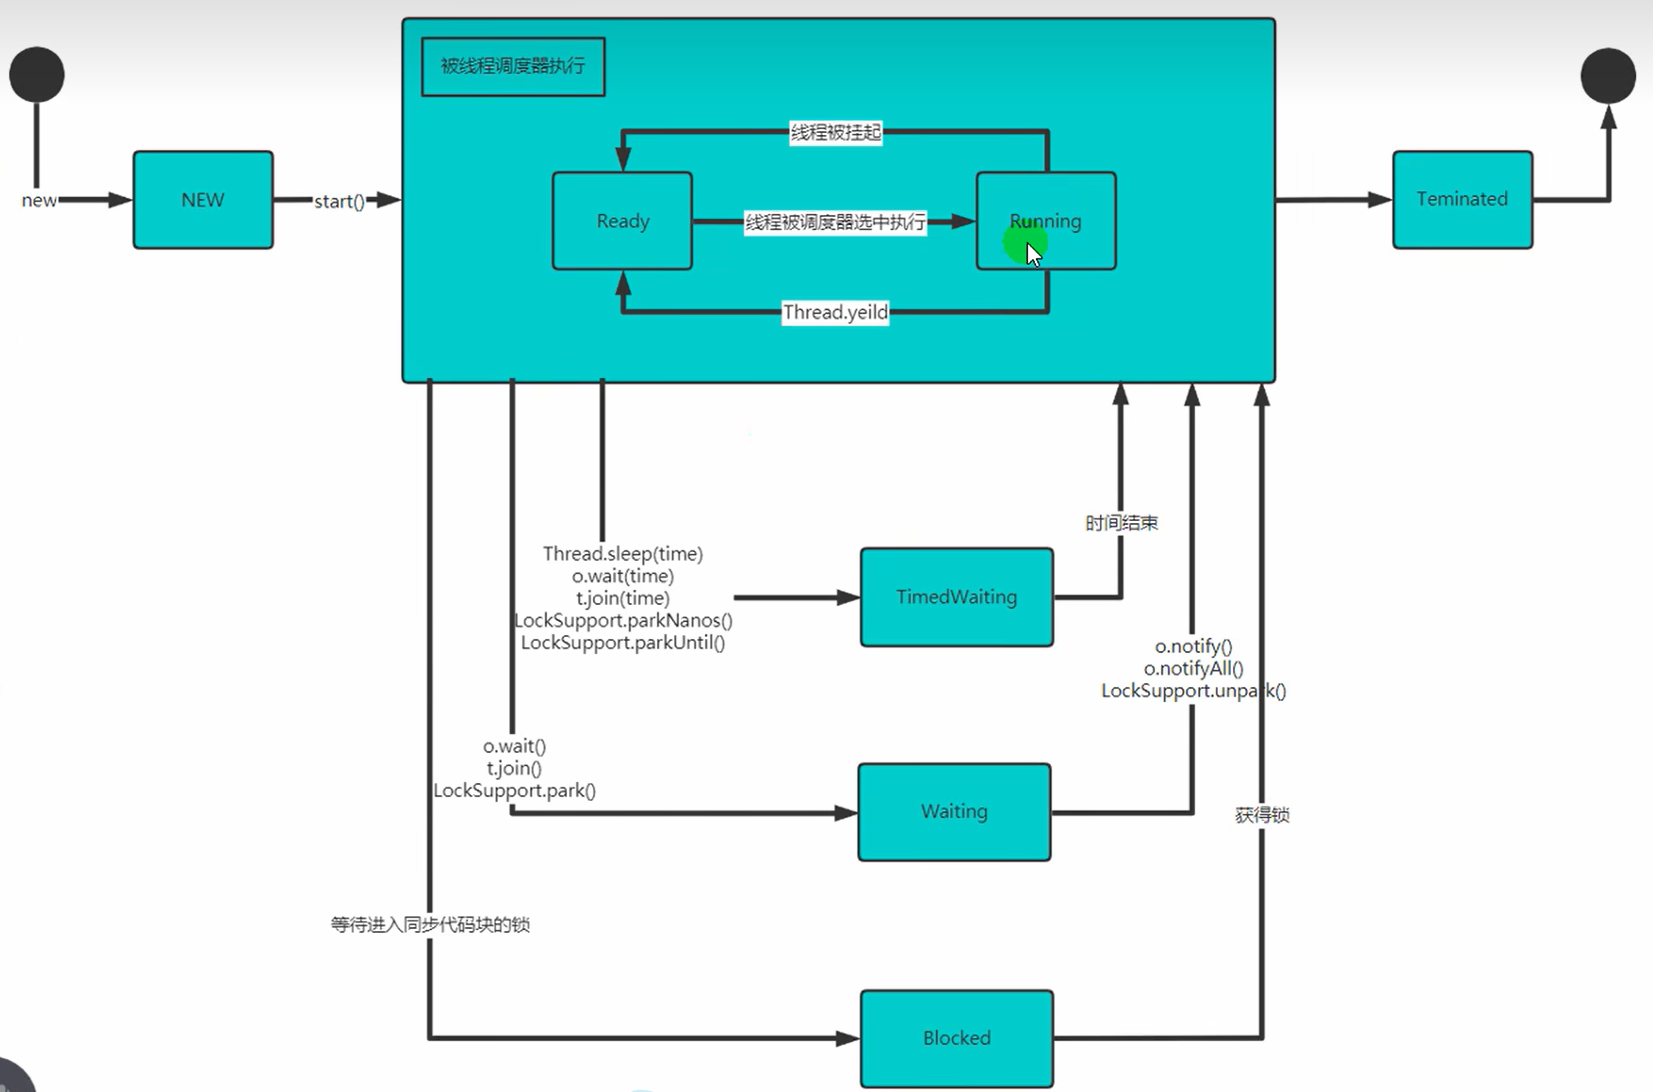 被线程调度器执行
线程被挂起
new
NEW
start()
Ready
线程被调度器选中执行
Running
Teminated
Thread.yeild
时间结束
Thread.sleep(time)
o.wait(time)
t.join(time)
LockSupport.parkNanos()
LockSupport.parkUntil()
TimedWaiting
o.notify()
o.notifyAll()
LockSupport.unpark()
o.wait()
t.join()
LockSupport.park()
Waiting
获得锁
等待进入同步代码块的锁
Blocked